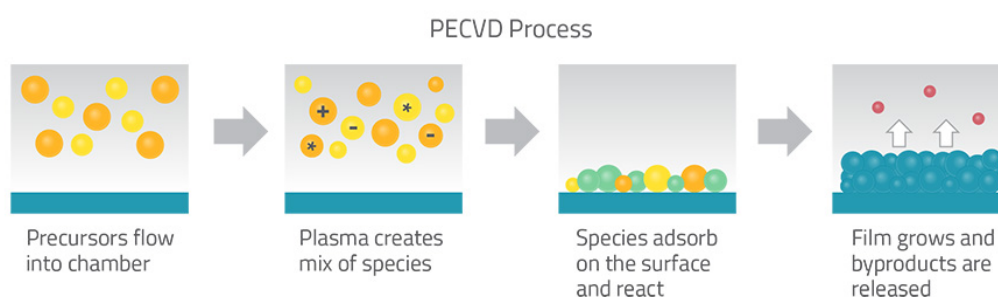 PECVD Process
+
*
-
-
*
Precursors flow
into chamber
Plasma creates
mix of species
Species adsorb
on the surface
and react
Film grows and
byproducts are
released